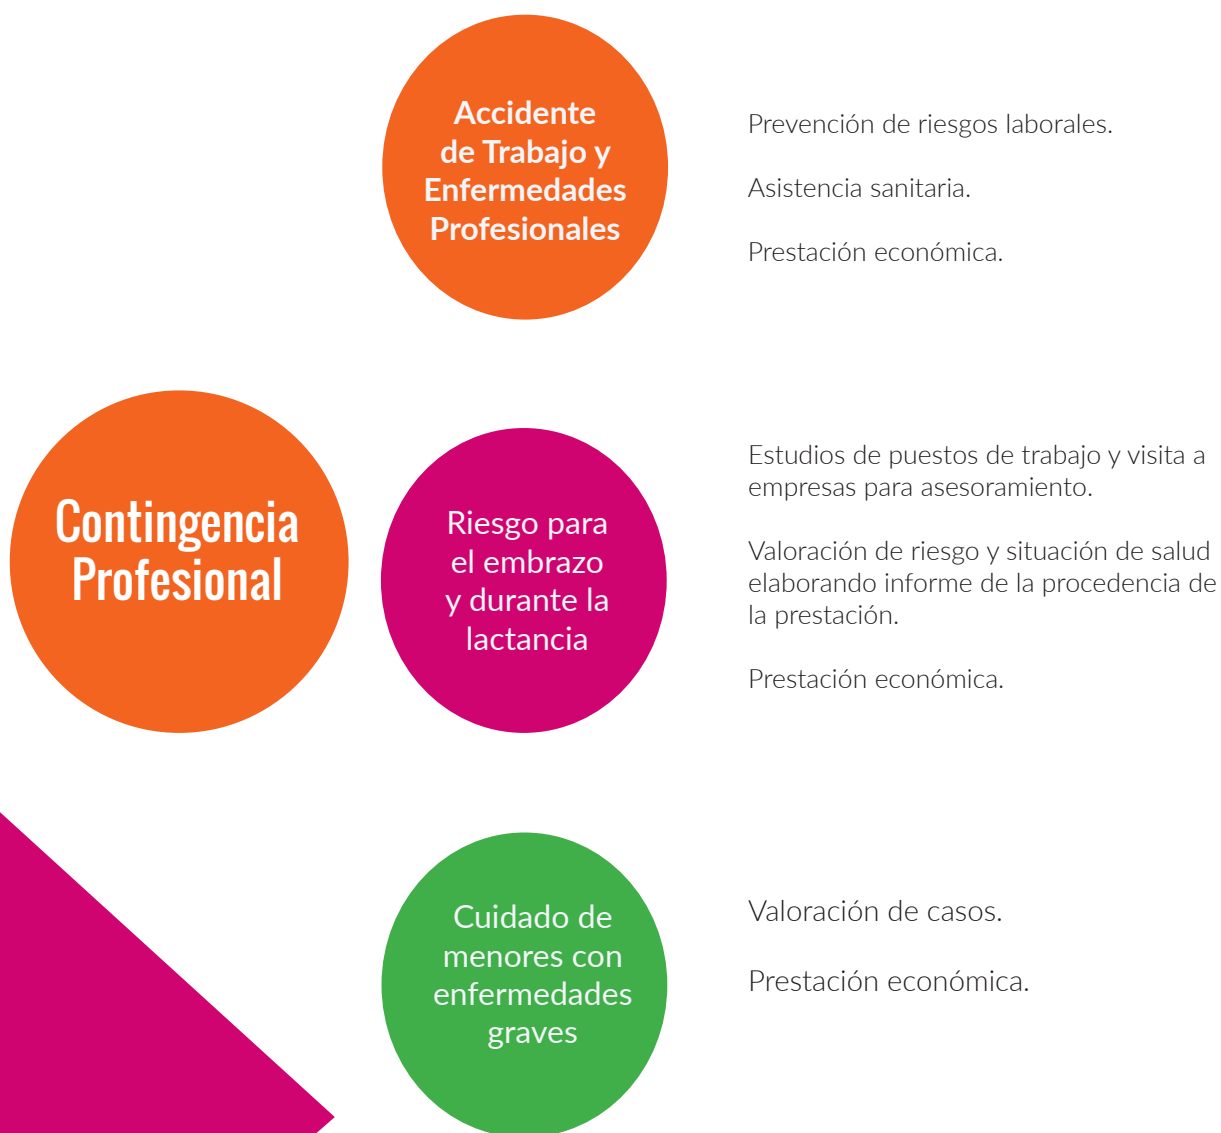 Accidente
de Trabajo y
Enfermedades
Profesionales
Prevención de riesgos laborales.
Asistencia sanitaria.
Prestación económica.
Contingencia
Profesional
Riesgo para
el embrazo
y durante la
lactancia
Estudios de puestos de trabajo y visita a
empresas para asesoramiento.
Valoración de riesgo y situación de salud
elaborando informe de la procedencia de
la prestación.
Prestación económica.
Cuidado de
menores con
enfermedades
graves
Valoración de casos.
Prestación económica.